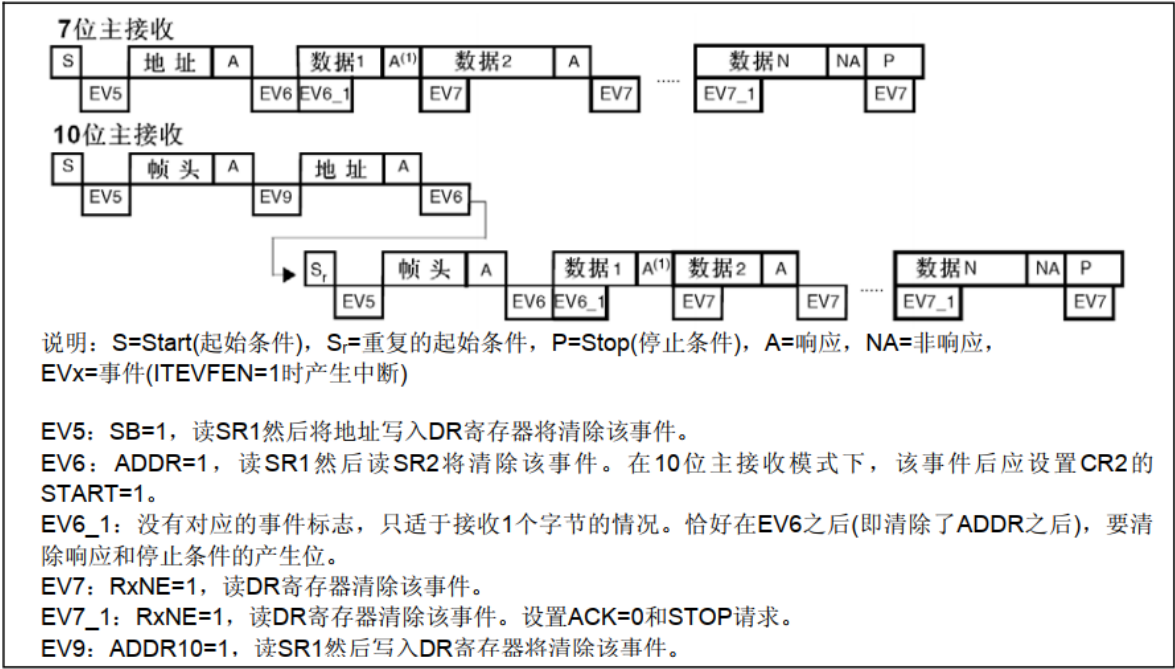 7位主接收
S 地址 A 数据1 A(1) 数据2 A ..... 数据N NA P
EV5 EV6 EV6_1 EV7 EV7 EV7_1 EV7
10位主接收
S 帧头 A 地址 A
EV5 EV9 EV6
Sr 帧头 A 数据1 A(1) 数据2 A ..... 数据N NA P
EV5 EV6 EV6_1 EV7 EV7 EV7_1 EV7
说明：S=Start(起始条件)，Sr=重复的起始条件，P=Stop(停止条件)，A=响应，NA=非响应，
EVx=事件(ITEVFEN=1时产生中断)
EV5：SB=1，读SR1然后将地址写入DR寄存器将清除该事件。
EV6：ADDR=1，读SR1然后读SR2将清除该事件。在10位主接收模式下，该事件后应设置CR2的
START=1。
EV6_1：没有对应的事件标志，只适于接收1个字节的情况。恰好在EV6之后(即清除了ADDR之后)，要清
除响应和停止条件的产生位。
EV7：RxNE=1，读DR寄存器清除该事件。
EV7_1：RxNE=1，读DR寄存器清除该事件。设置ACK=0和STOP请求。
EV9：ADDR10=1，读SR1然后写入DR寄存器将清除该事件。